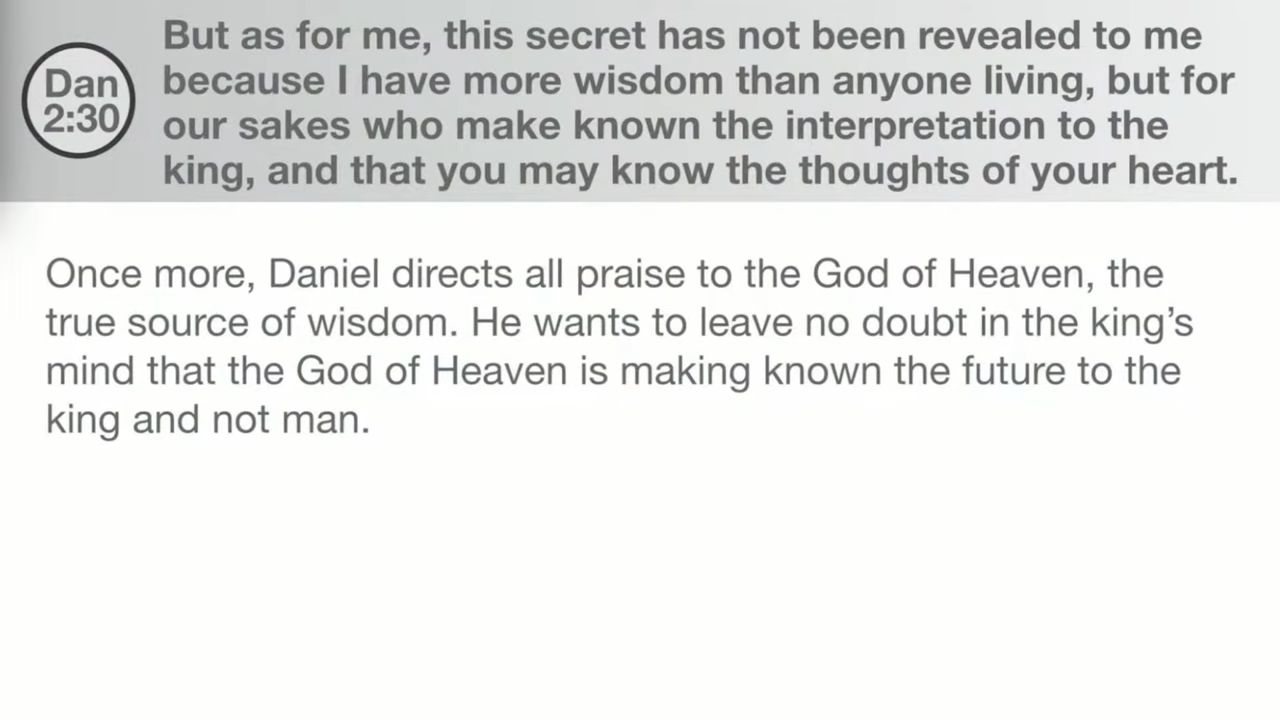 Dan
2:30
But as for me, this secret has not been revealed to me
because I have more wisdom than anyone living, but for
our sakes who make known the interpretation to the
king, and that you may know the thoughts of your heart.
Once more, Daniel directs all praise to the God of Heaven, the
true source of wisdom. He wants to leave no doubt in the king’s
mind that the God of Heaven is making known the future to the
king and not man.